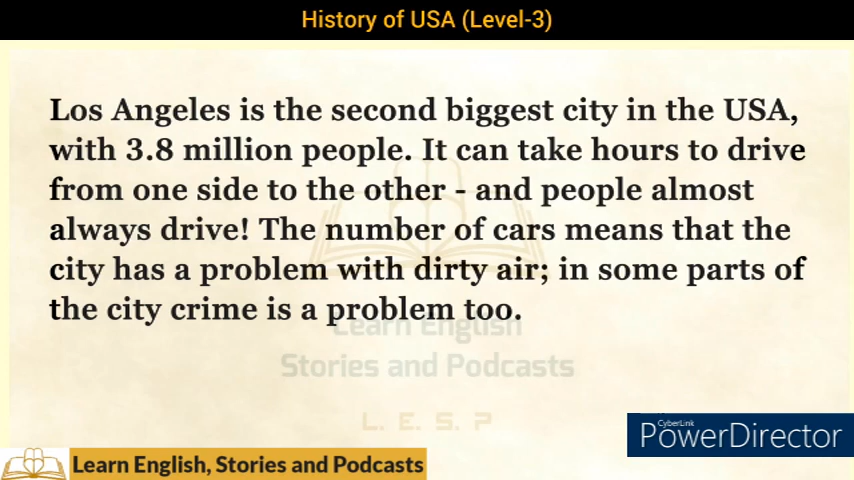 History of USA (Level-3)
Los Angeles is the second biggest city in the USA,
with 3.8 million people. It can take hours to drive
from one side to the other - and people almost
always drive! The number of cars means that the
city has a problem with dirty air; in some parts of
the city crime is a problem too.
Learn English
Stories and Podcasts
L. E. S. P
CyberLink
PowerDirector
Learn English, Stories and Podcasts